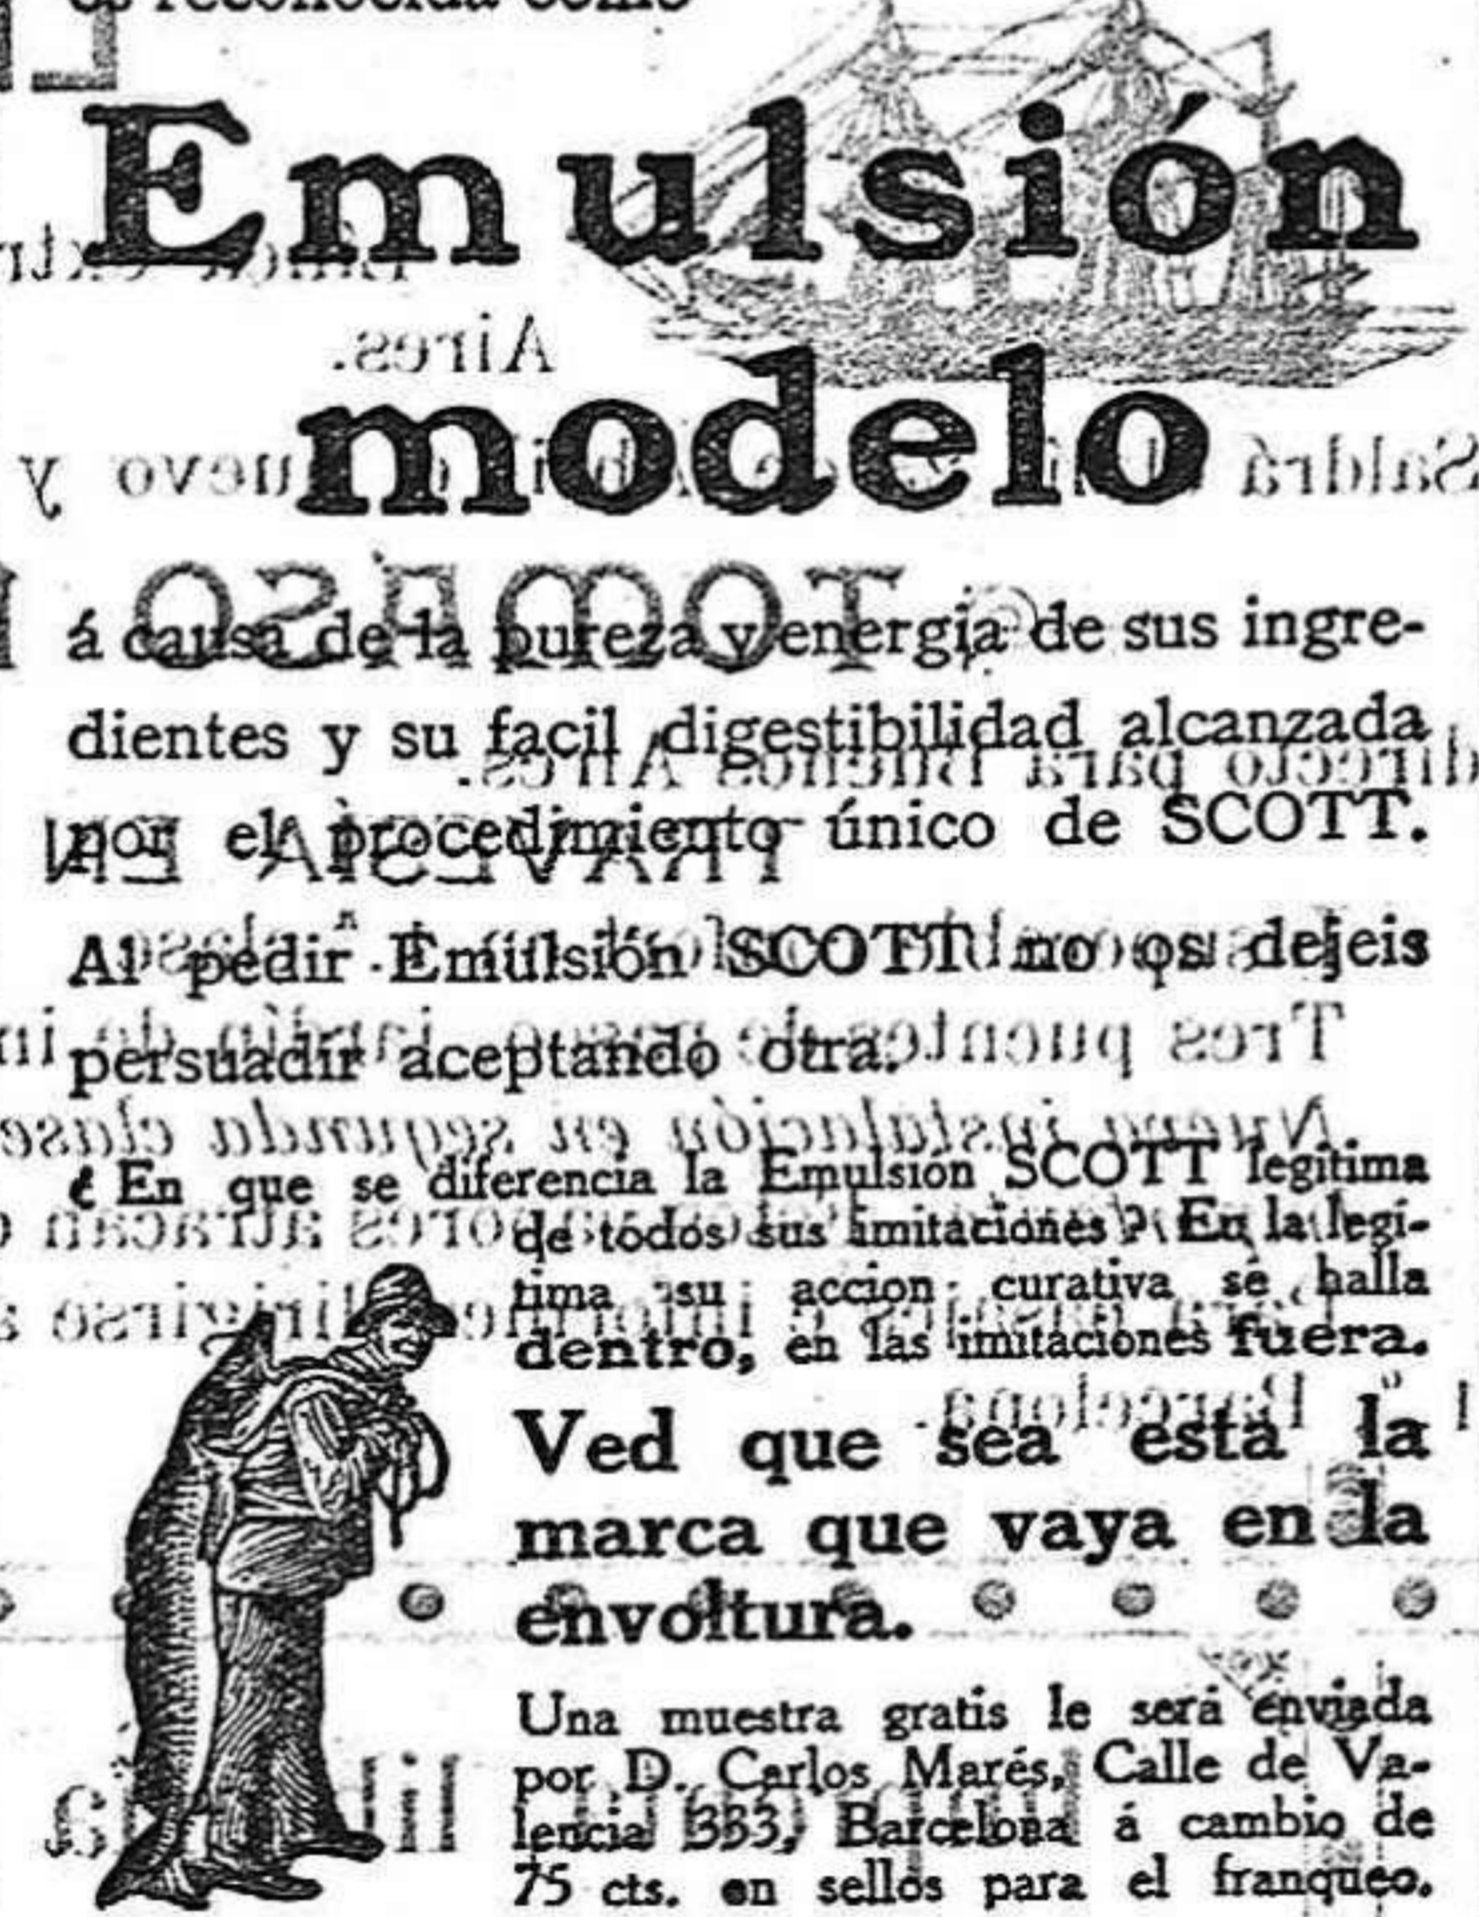 es reconocida como
Emulsión
modelo
á causa de la pureza y energia de sus ingre-
dientes y su facil digestibilidad alcanzada
por el procedimiento único de SCOTT.
Al pedir Emulsión SCOTT no os dejeis
persuadir aceptando otra.
¿En que se diferencia la Emulsión SCOTT legitima
de todos sus imitaciones? En la legi-
tima su accion curativa se halla
dentro, en las imitaciones fuera.
Ved que sea esta la
marca que vaya en la
envoltura.
Una muestra gratis le será enviada
por D. Carlos Marés, Calle de Va-
lencia 333, Barcelona á cambio de
75 cts. en sellos para el franqueo.